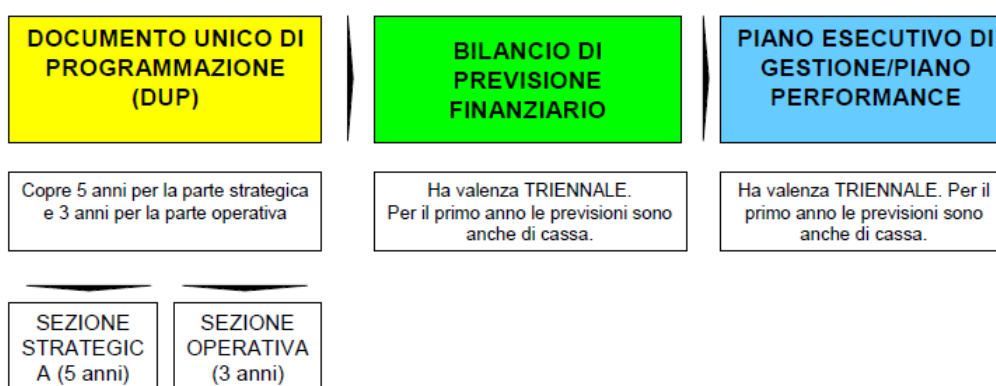 DOCUMENTO UNICO DI
PROGRAMMAZIONE
(DUP)
BILANCIO DI
PREVISIONE
FINANZIARIO
PIANO ESECUTIVO DI
GESTIONE/PIANO
PERFORMANCE
Copre 5 anni per la parte strategica
e 3 anni per la parte operativa
Ha valenza TRIENNALE.
Per il primo anno le previsioni sono
anche di cassa.
Ha valenza TRIENNALE. Per il
primo anno le previsioni sono
anche di cassa.
SEZIONE
STRATEGIC
A (5 anni)
SEZIONE
OPERATIVA
(3 anni)